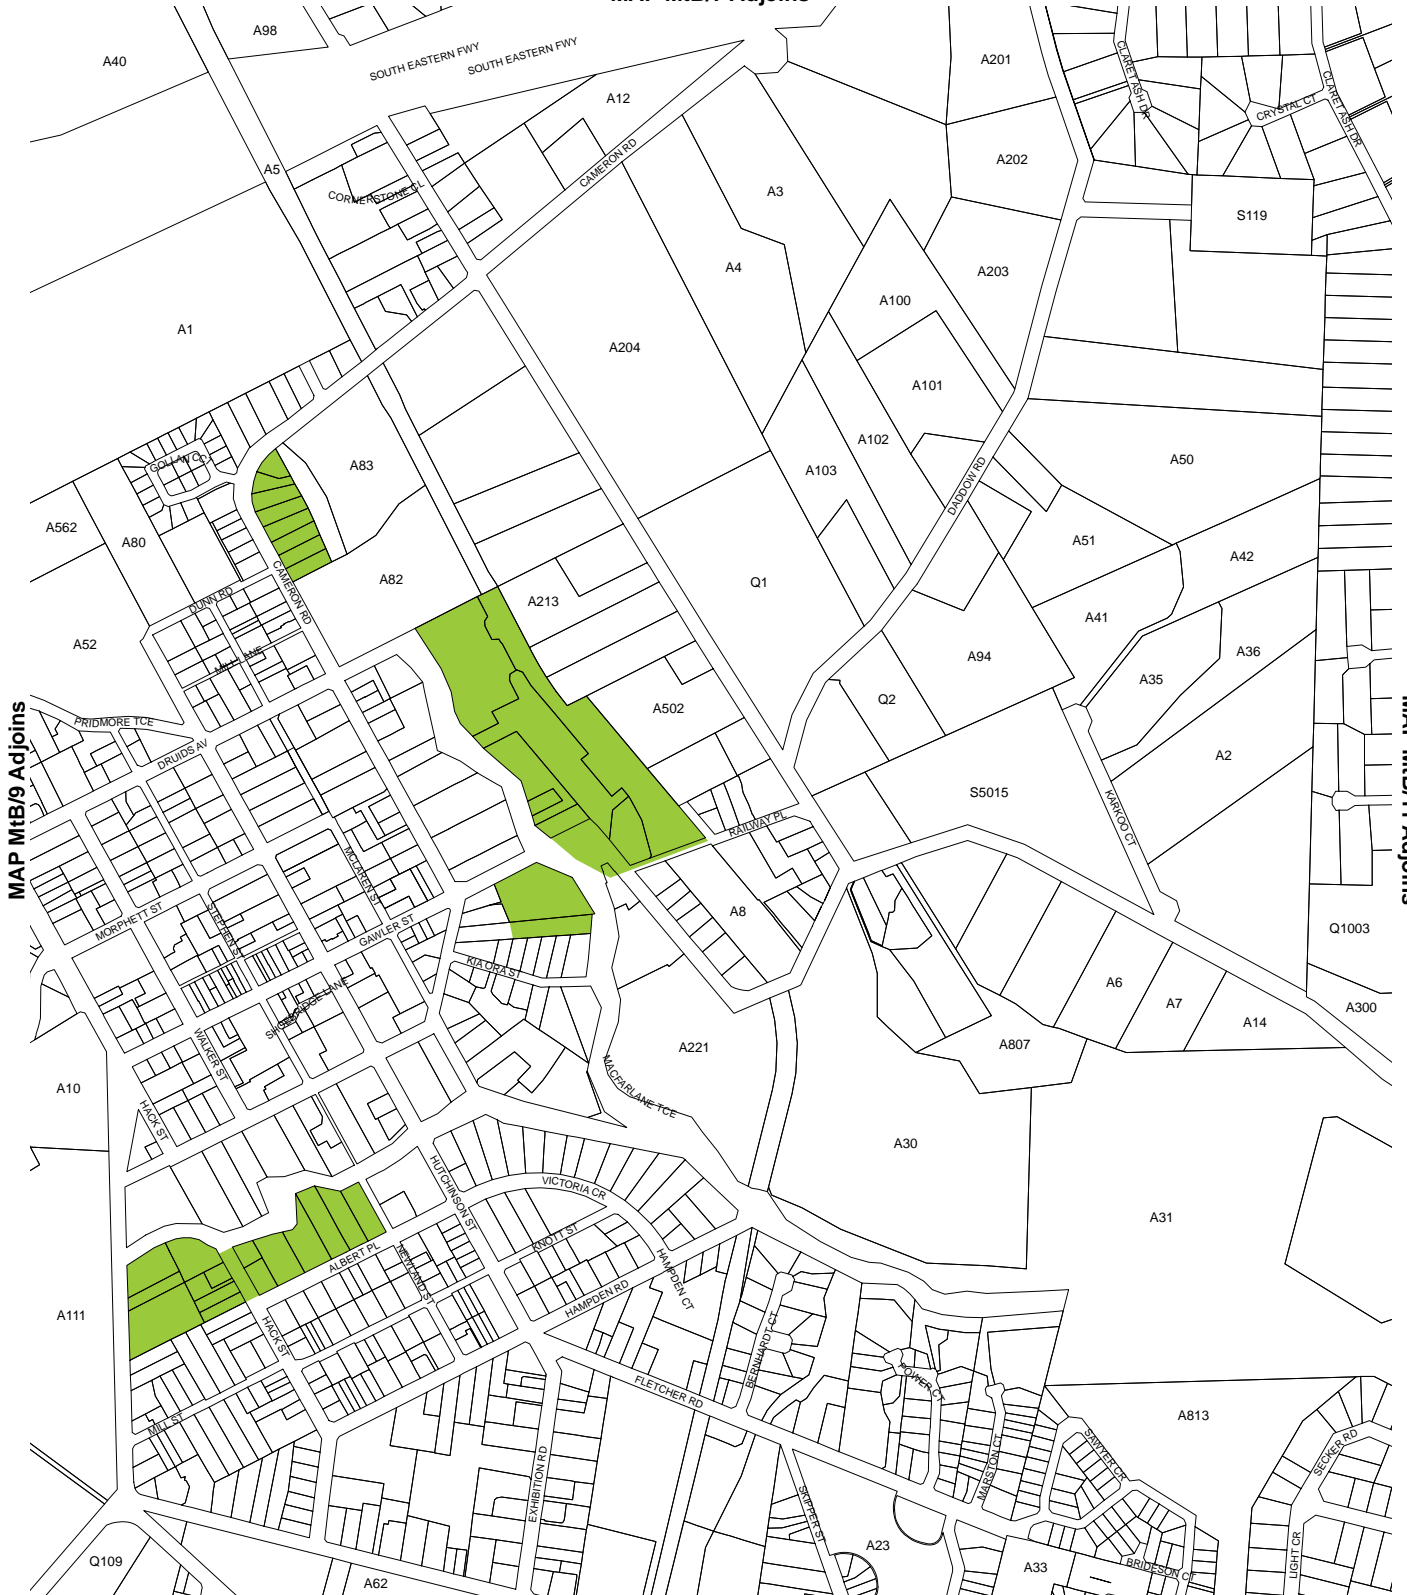 A98
A40
SOUTH EASTERN FWY
SOUTH EASTERN FWY
A201
CLARET ASH DR
CLARET ASH DR
CRYSTAL CT
A12
CAMERON RD
A202
A5
CORNERSTONE CL
A3
S119
A4
A203
A100
A1
A204
A101
A102
A83
GOLLAN CC
A103
A50
DADDOW RD
A562
A80
A51
A42
CAMERON RD
A82
Q1
DUNN RD
A213
A41
A52
MILL LANE
A94
A36
A35
Q2
A502
PRIDMORE TCE
DRUIDS AV
A2
MAP MtB/9 Adjoins
S5015
KARKOO CT
RAILWAY PL
MCLAREN ST
MORPHETT ST
STEPHEN S
GAWLER ST
A8
Q1003
KIA ORA ST
A6
A7
A14
A300
WALKER ST
A221
A807
A10
MACFARLANE TCE
HACK ST
A30
HUTCHINSON ST
VICTORIA CR
A31
KNOTT ST
ALBERT PL
NEWLAND ST
HAMPDEN CT
HAMPDEN RD
A111
HACK ST
BERNHARDT CT
POWER CT
FLETCHER RD
A813
MILL ST
SAWYER CR
SECKER RD
MARSTON CT
EXHIBITION RD
SKIPPER ST
A23
LIGHT CR
Q109
A62
A33
BRIDESON CT